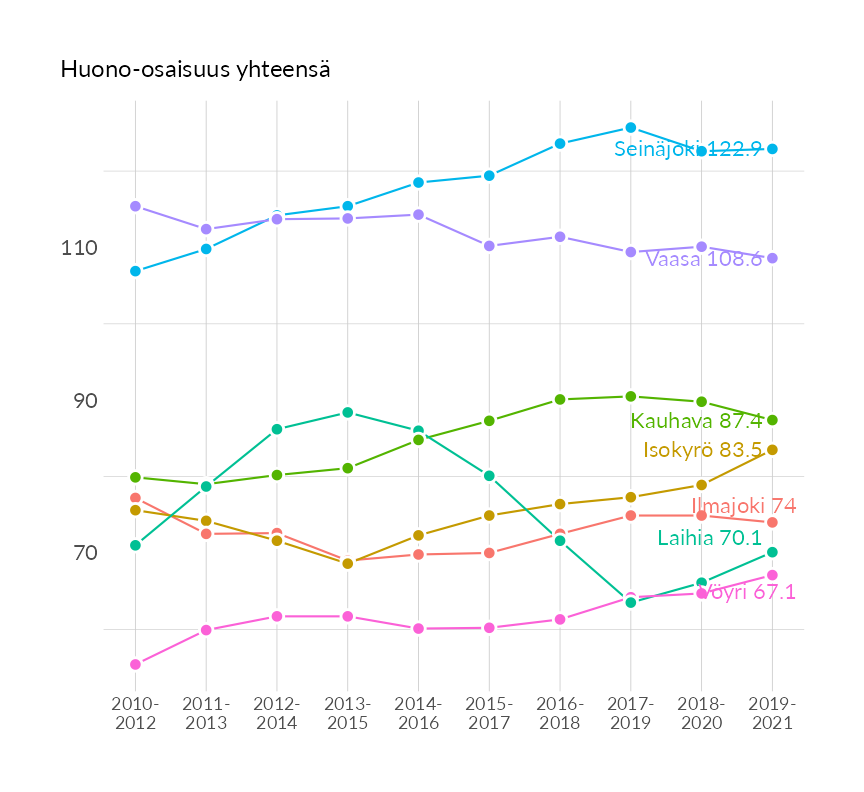 Huono-osaisuus yhteensä
Seinäjoki 122.9
110
Vaasa 108.6
90
Kauhava 87.4
Isokyrö 83.5
Ilmajoki 74
Laihia 70.1
70
Vöyri 67.1
2010- 2011- 2012- 2013- 2014- 2015- 2016- 2017- 2018- 2019-
2012 2013 2014 2015 2016 2017 2018 2019 2020 2021